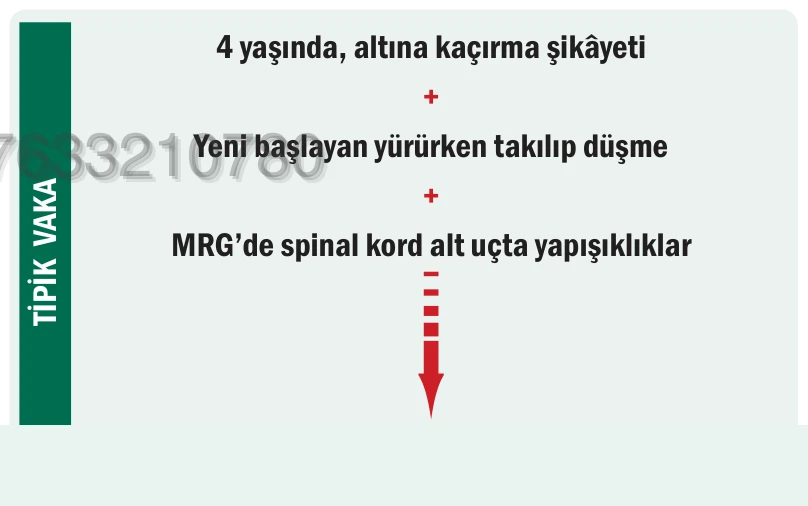 4 yaşında, altına kaçırma şikâyeti
+
Yeni başlayan yürürken takılıp düşme
+
MRG’de spinal kord alt uçta yapışıklıklar
TİPİK VAKA
7633210780